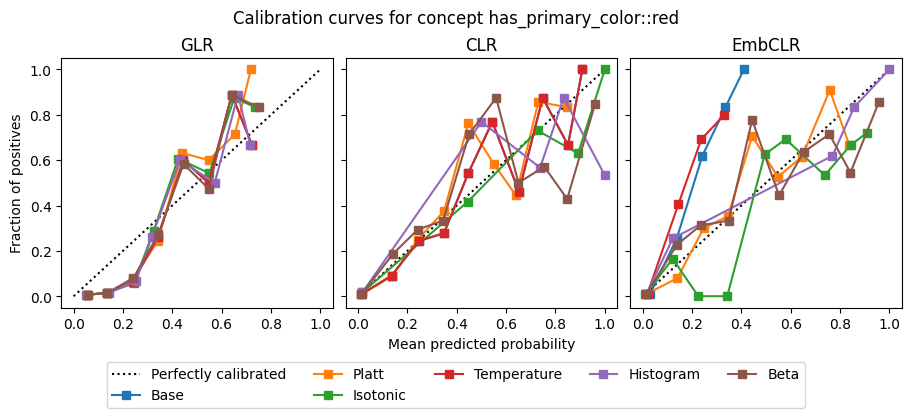 Calibration curves for concept has_primary_color::red
GLR
CLR
EmbCLR
Fraction of positives
1.0
0.8
0.6
0.4
0.2
0.0
0.0 0.2 0.4 0.6 0.8 1.0
0.0 0.2 0.4 0.6 0.8 1.0
0.0 0.2 0.4 0.6 0.8 1.0
Mean predicted probability
Perfectly calibrated Platt Temperature Histogram Beta
Base Isotonic